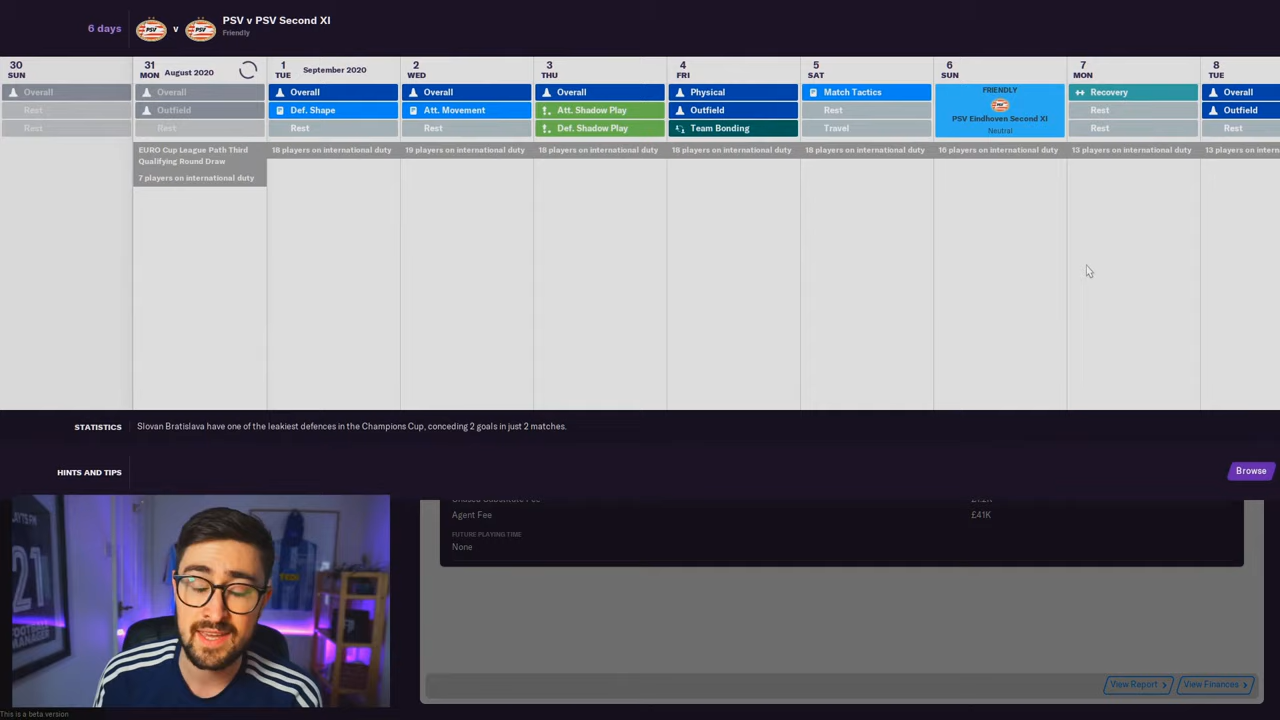 6 days
PSV
v
PSV
PSV v PSV Second XI
Friendly
30
SUN
31
MON
August 2020
1
TUE
September 2020
2
WED
3
THU
4
FRI
5
SAT
6
SUN
7
MON
8
TUE
Overall
Overall
Overall
Overall
Overall
Physical
Match Tactics
FRIENDLY
Recovery
Overall
Rest
Outfield
Def. Shape
Att. Movement
Att. Shadow Play
Outfield
Rest
PSV Eindhoven Second XI
Rest
Outfield
Rest
Rest
Rest
Rest
Def. Shadow Play
Team Bonding
Travel
Neutral
Rest
Rest
EURO Cup League Path Third
Qualifying Round Draw
7 players on international duty
18 players on international duty
19 players on international duty
18 players on international duty
18 players on international duty
18 players on international duty
16 players on international duty
13 players on international duty
13 players on intern
STATISTICS
Slovan Bratislava have one of the leakiest defences in the Champions Cup, conceding 2 goals in just 2 matches.
HINTS AND TIPS
Browse
Agent Fee
£41K
FUTURE PLAYING TIME
None
View Report
View Finances
21
This is a beta version